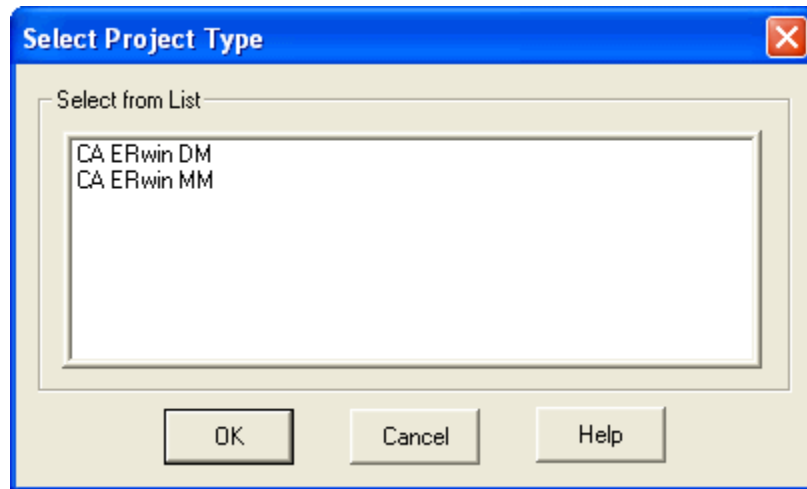 Select Project Type
Select from List
CA ERwin DM
CA ERwin MM
OK
Cancel
Help